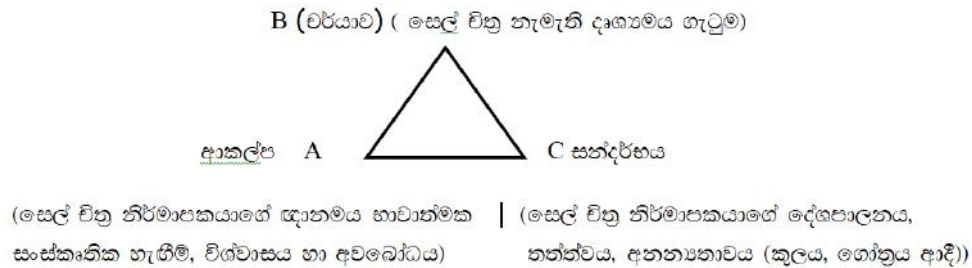 B (චර්යාව) ( සෙල් චිත්‍ර නැමැති දෘශ්‍යමය ගැටුම)
ආකල්ප A
C සන්දර්භය
(සෙල් චිත්‍ර නිර්මාපකයාගේ ඥානමය භාවාත්මක
සංස්කෘතික හැඟීම්, විශ්වාසය හා අවබෝධය)
(සෙල් චිත්‍ර නිර්මාපකයාගේ දේශපාලනය,
තත්ත්වය, අනන්‍යතාවය (කුලය, ගෝත්‍රය ආදී))